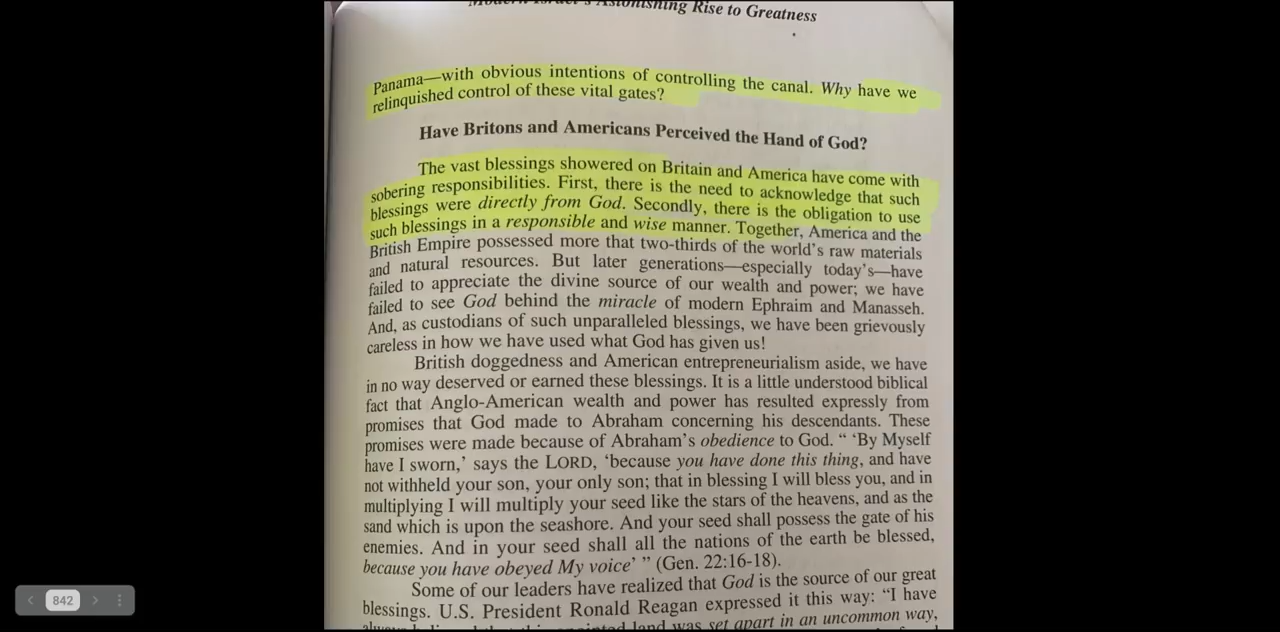 Modern Israel's Astonishing Rise to Greatness
Panama—with obvious intentions of controlling the canal. Why have we
relinquished control of these vital gates?
Have Britons and Americans Perceived the Hand of God?
The vast blessings showered on Britain and America have come with
sobering responsibilities. First, there is the need to acknowledge that such
blessings were directly from God. Secondly, there is the obligation to use
such blessings in a responsible and wise manner. Together, America and the
British Empire possessed more that two-thirds of the world's raw materials
and natural resources. But later generations—especially today's—have
failed to appreciate the divine source of our wealth and power; we have
failed to see God behind the miracle of modern Ephraim and Manasseh.
And, as custodians of such unparalleled blessings, we have been grievously
careless in how we have used what God has given us!
British doggedness and American entrepreneurialism aside, we have
in no way deserved or earned these blessings. It is a little understood biblical
fact that Anglo-American wealth and power has resulted expressly from
promises that God made to Abraham concerning his descendants. These
promises were made because of Abraham's obedience to God. “ ‘By Myself
have I sworn,’ says the LORD, ‘because you have done this thing, and have
not withheld your son, your only son; that in blessing I will bless you, and in
multiplying I will multiply your seed like the stars of the heavens, and as the
sand which is upon the seashore. And your seed shall possess the gate of his
enemies. And in your seed shall all the nations of the earth be blessed,
because you have obeyed My voice’ ” (Gen. 22:16-18).
Some of our leaders have realized that God is the source of our great
blessings. U.S. President Ronald Reagan expressed it this way: “I have
land was set apart in an uncommon way,
842